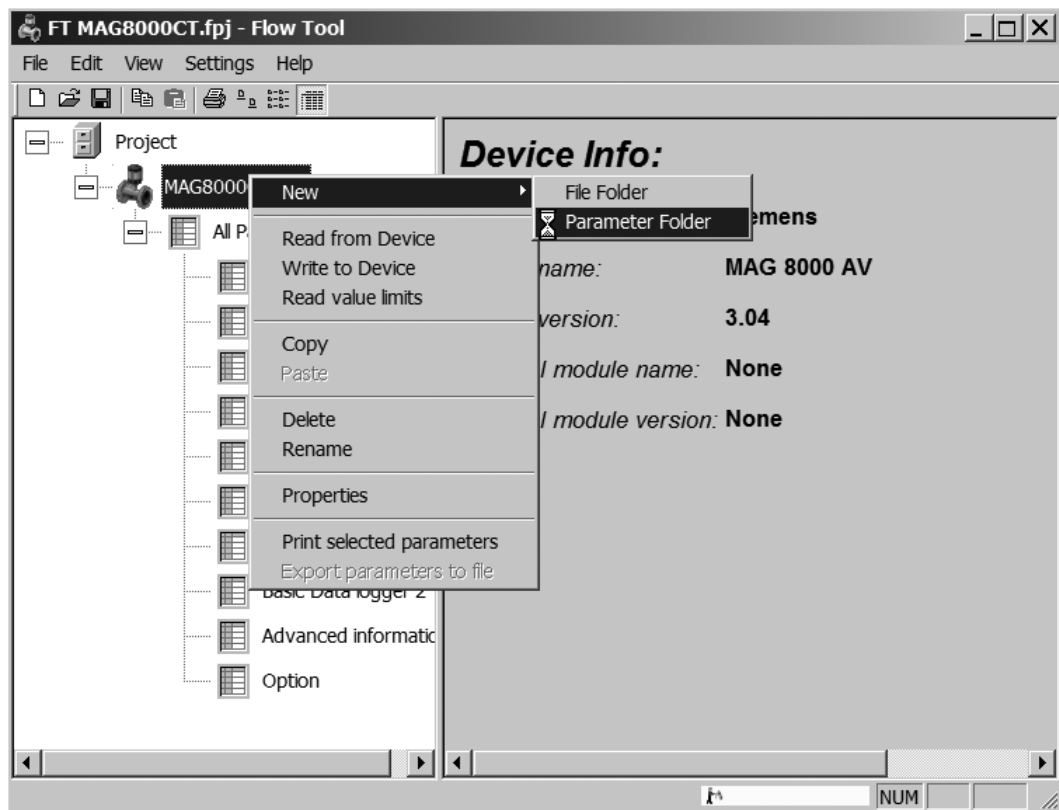 FT MAG8000CT.fpj - Flow Tool
File Edit View Settings Help
Project
MAG8000
All
New
Read from Device
Write to Device
Read value limits
Copy
Paste
Delete
Rename
Properties
Print selected parameters
Export parameters to file
File Folder
Parameter Folder
Basic Data logger 2
Advanced informatic
Option
Device Info:
emens
name: MAG 8000 AV
version: 3.04
l module name: None
l module version: None
NUM